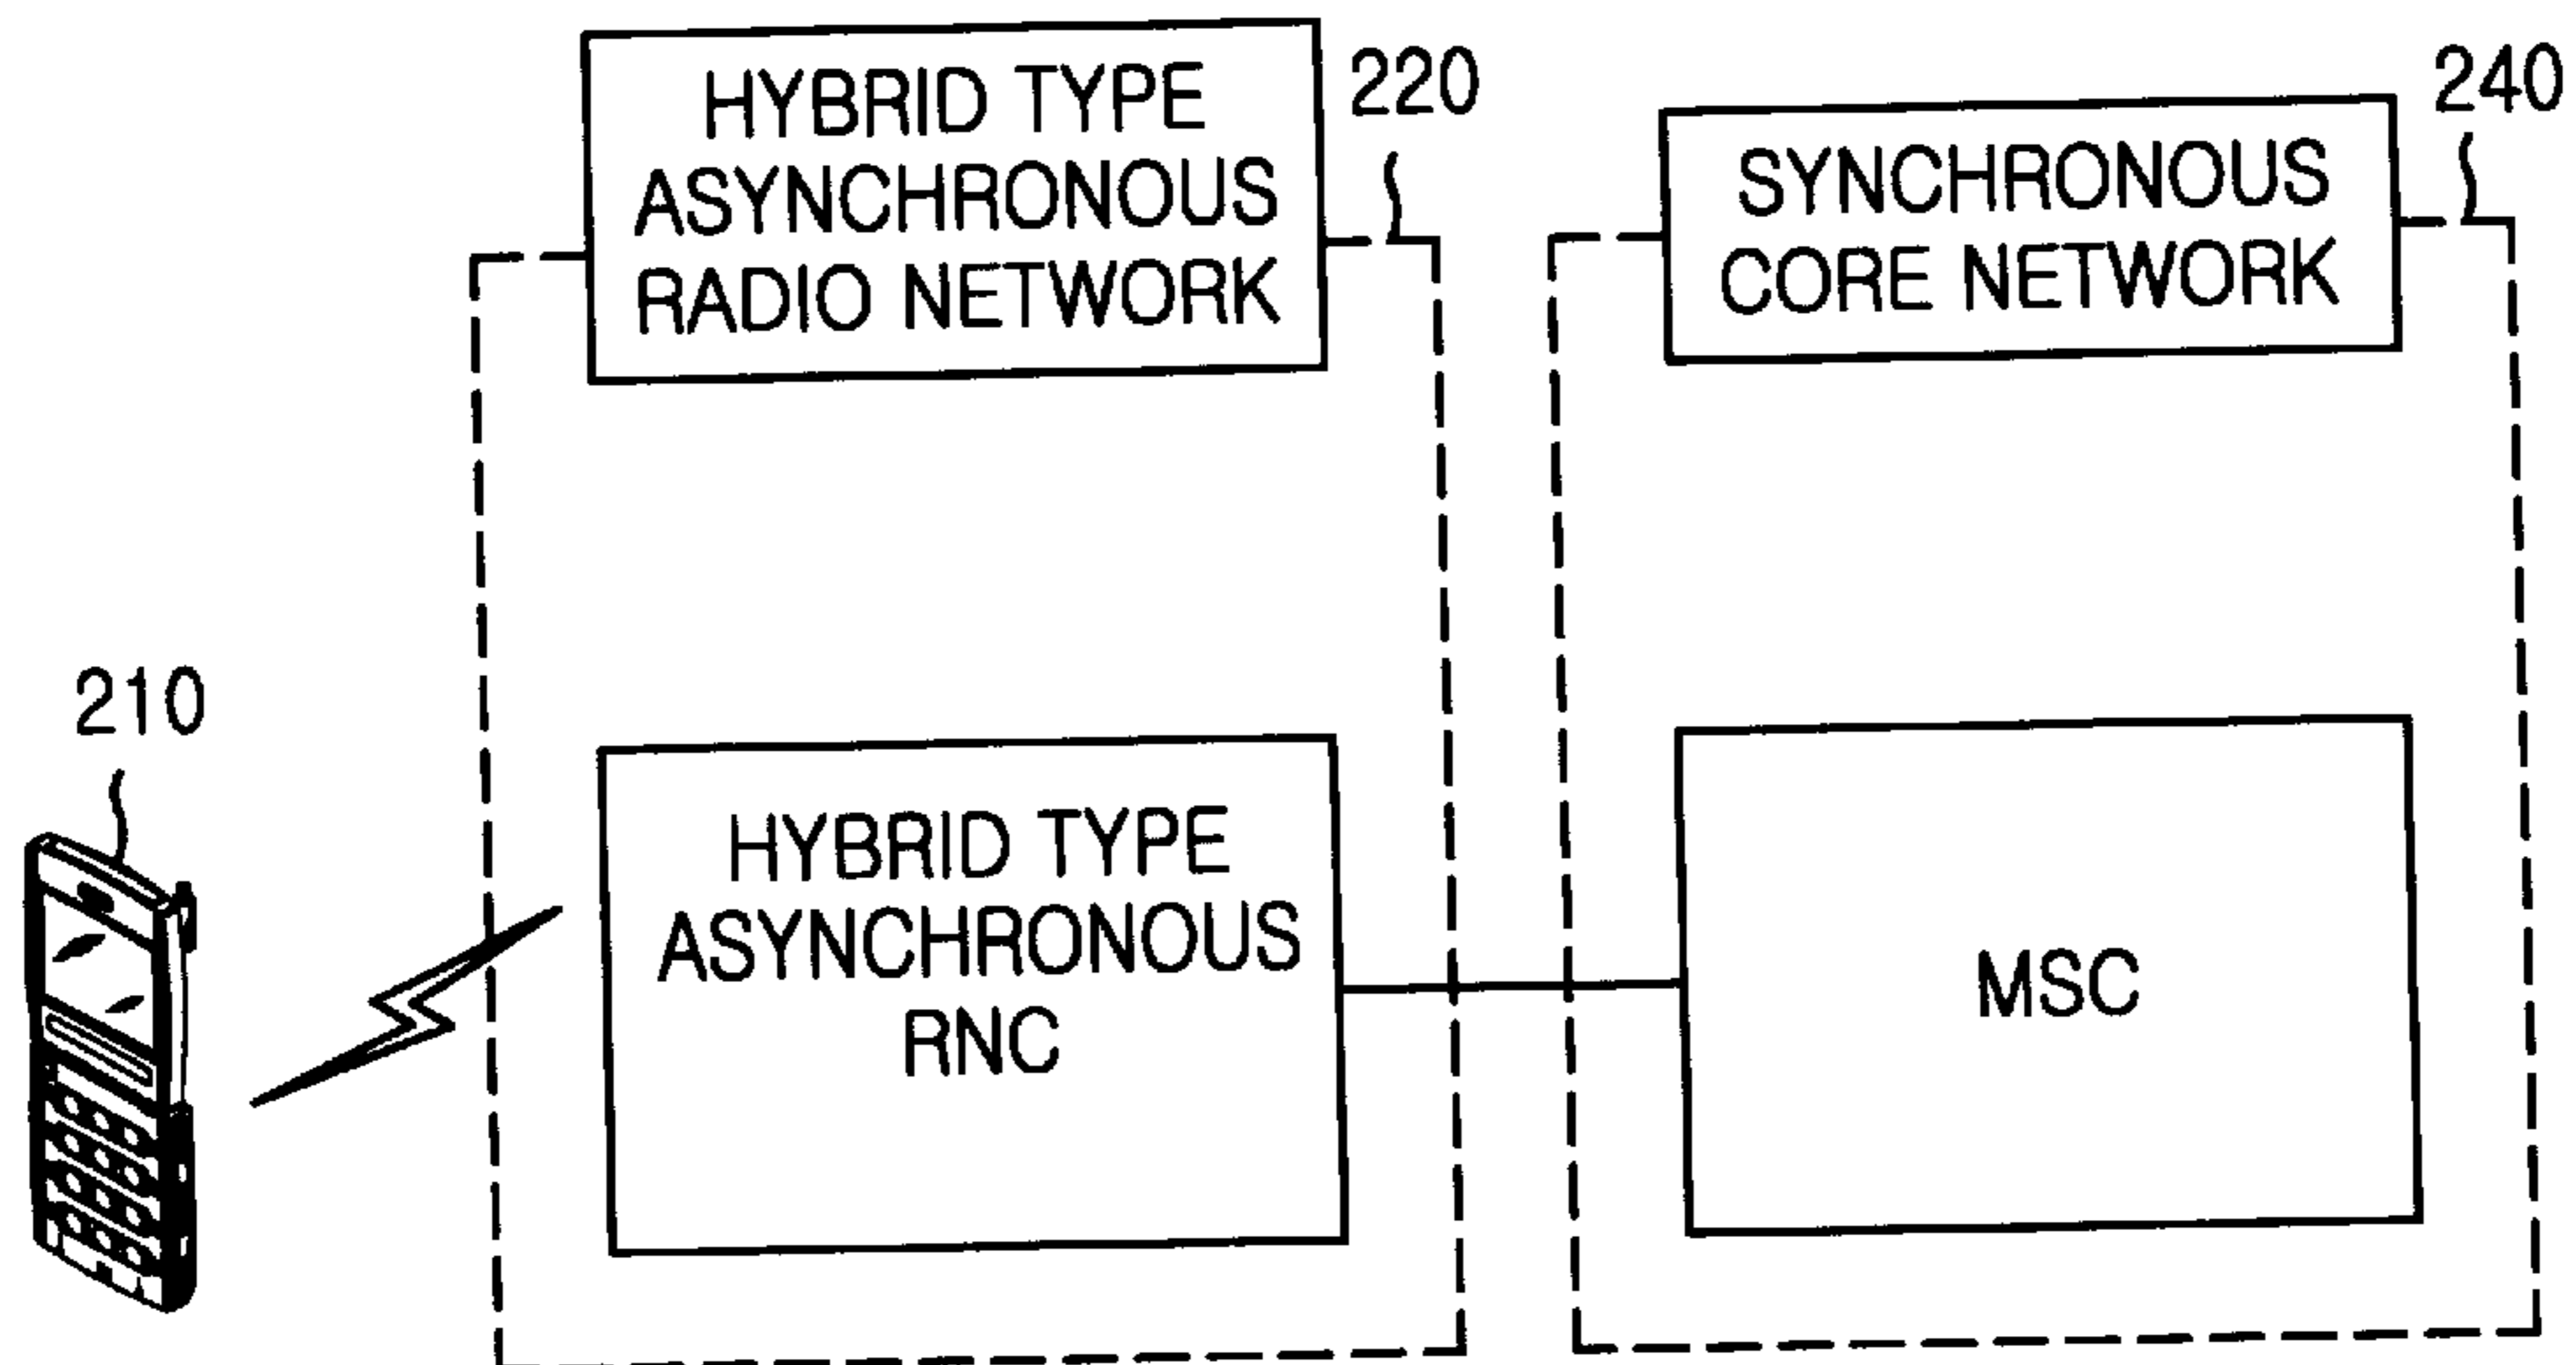 HYBRID TYPE
ASYNCHRONOUS
RADIO NETWORK
220
SYNCHRONOUS
CORE NETWORK
240
210
HYBRID TYPE
ASYNCHRONOUS
RNC
MSC